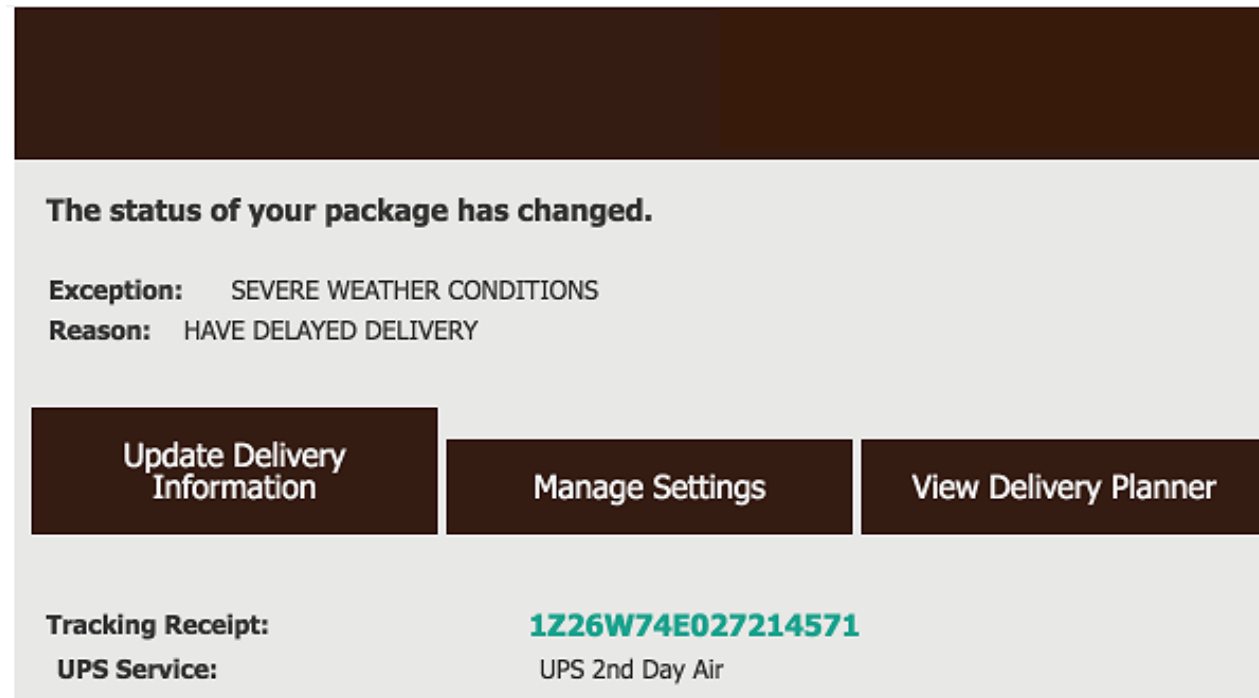 The status of your package has changed.
Exception: SEVERE WEATHER CONDITIONS
Reason: HAVE DELAYED DELIVERY
Update Delivery
Information
Manage Settings
View Delivery Planner
Tracking Receipt: 1Z26W74E027214571
UPS Service: UPS 2nd Day Air